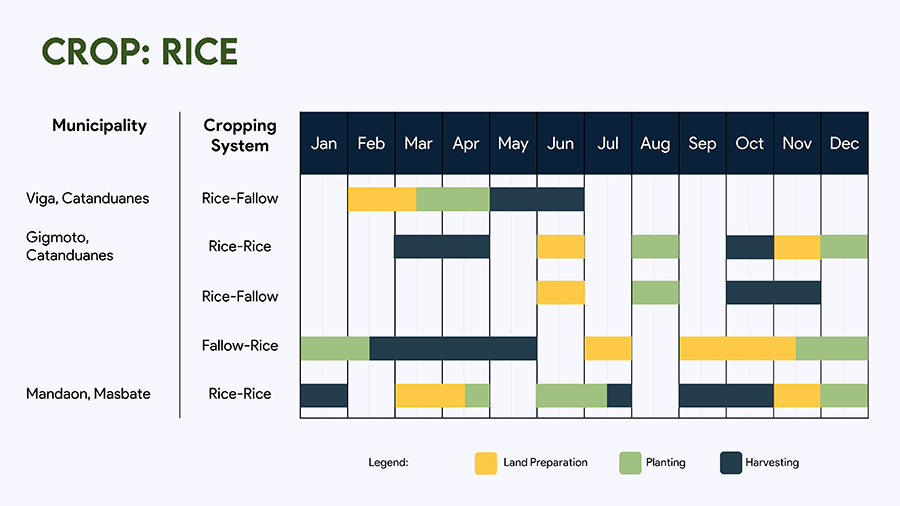 CROP: RICE
Municipality
Cropping
System
Jan Feb Mar Apr May Jun Jul Aug Sep Oct Nov Dec
Viga, Catanduanes Rice-Fallow
Gigmoto,
Catanduanes
Rice-Rice
Rice-Fallow
Fallow-Rice
Mandaon, Masbate Rice-Rice
Legend: Land Preparation Planting Harvesting